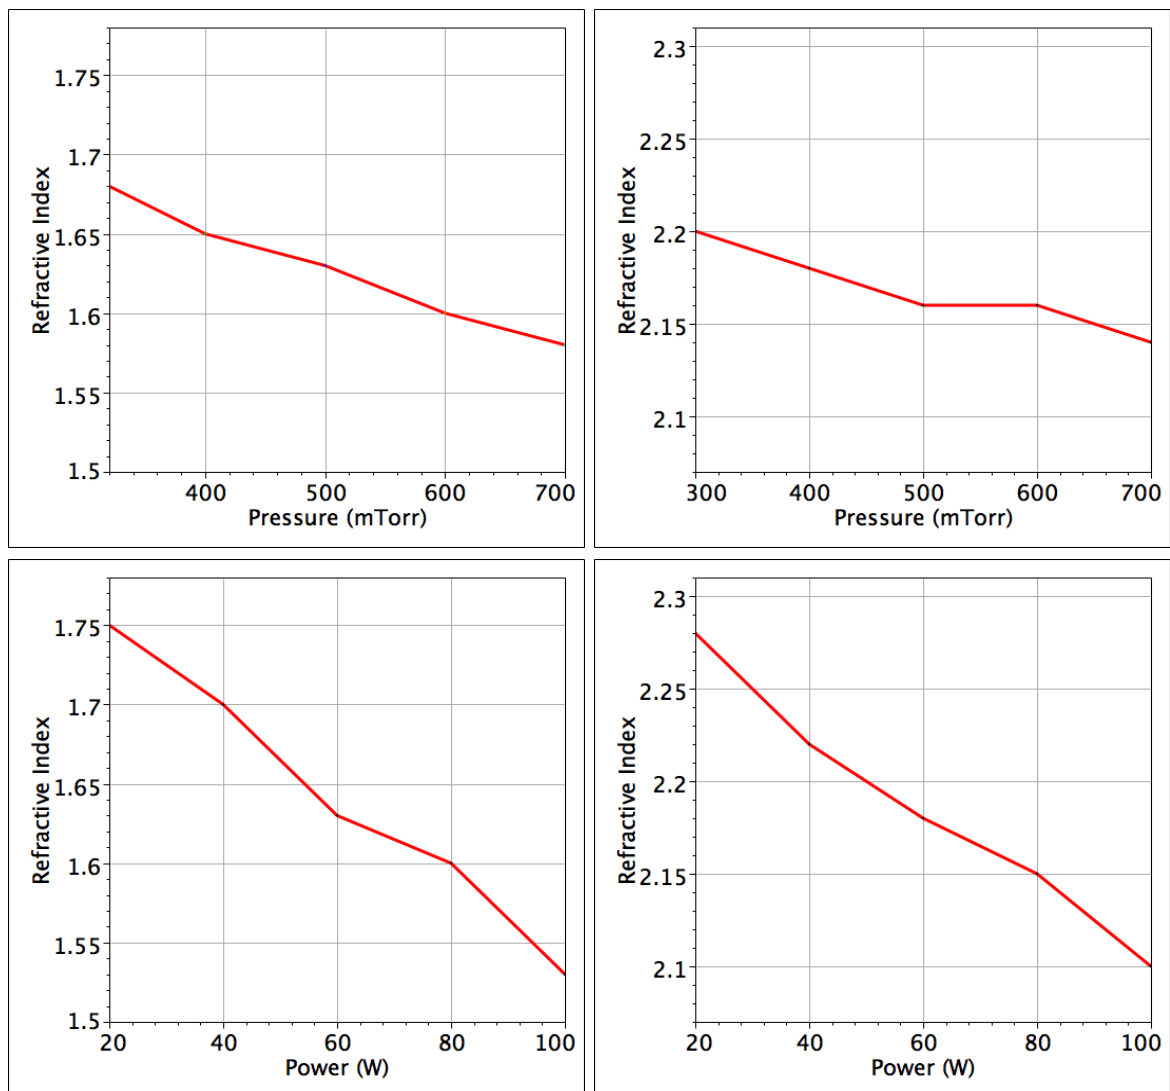 1.75
1.7
1.65
1.6
1.55
1.5
Refractive Index
400 500 600 700
Pressure (mTorr)
2.3
2.25
2.2
2.15
2.1
Refractive Index
300 400 500 600 700
Pressure (mTorr)
1.75
1.7
1.65
1.6
1.55
1.5
Refractive Index
20 40 60 80 100
Power (W)
2.3
2.25
2.2
2.15
2.1
Refractive Index
20 40 60 80 100
Power (W)